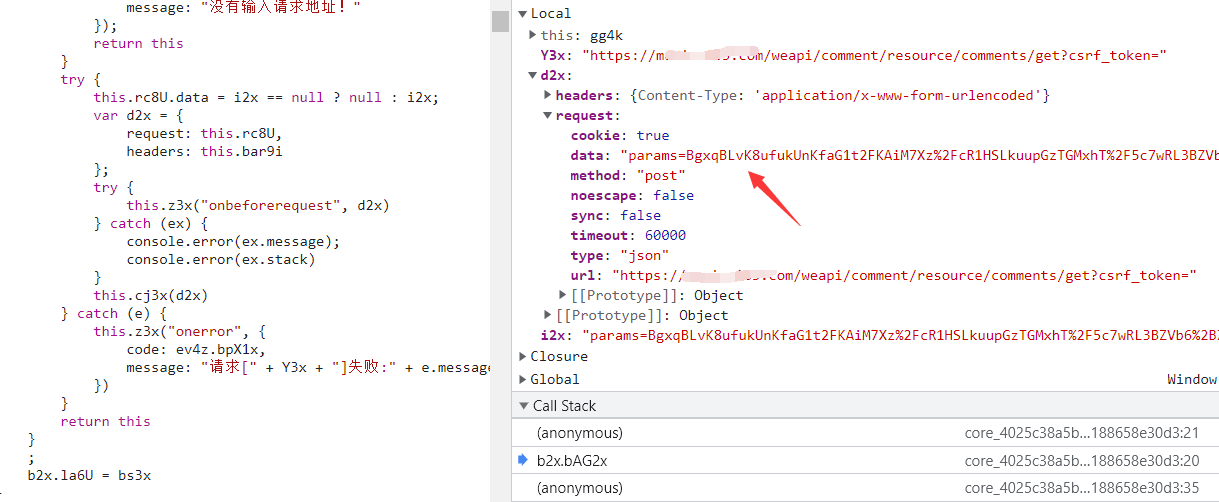 message: "没有输入请求地址！"
});
return this
}
try {
this.rc8U.data = i2x == null ? null : i2x;
var d2x = {
request: this.rc8U,
headers: this.bar9i
};
try {
this.z3x("onbeforerequest", d2x)
} catch (ex) {
console.error(ex.message);
console.error(ex.stack)
}
this.cj3x(d2x)
} catch (e) {
this.z3x("onerror", {
code: ev4z.bpX1x,
message: "请求[" + Y3x + "]失败:" + e.message
})
}
return this
}
;
b2x.la6U = bs3x
Local
this: gg4k
Y3x: "https://m .com/weapi/comment/resource/comments/get?csrf_token="
d2x:
headers: {Content-Type: 'application/x-www-form-urlencoded'}
request:
cookie: true
data: "params=BgxqBLvK8ufukUnKfaG1t2FKAiM7Xz%2FcR1HSLkuupGzTGMxhT%2F5c7wRL3BZVb
method: "post"
noescape: false
sync: false
timeout: 60000
type: "json"
url: "https:// .com/weapi/comment/resource/comments/get?csrf_token="
[[Prototype]]: Object
[[Prototype]]: Object
i2x: "params=BgxqBLvK8ufukUnKfaG1t2FKAiM7Xz%2FcR1HSLkuupGzTGMxhT%2F5c7wRL3BZVb6%2B
Closure
Global Window
Call Stack
(anonymous) core_4025c38a5b…188658e30d3:21
b2x.bAG2x core_4025c38a5b…188658e30d3:20
(anonymous) core_4025c38a5b…188658e30d3:35